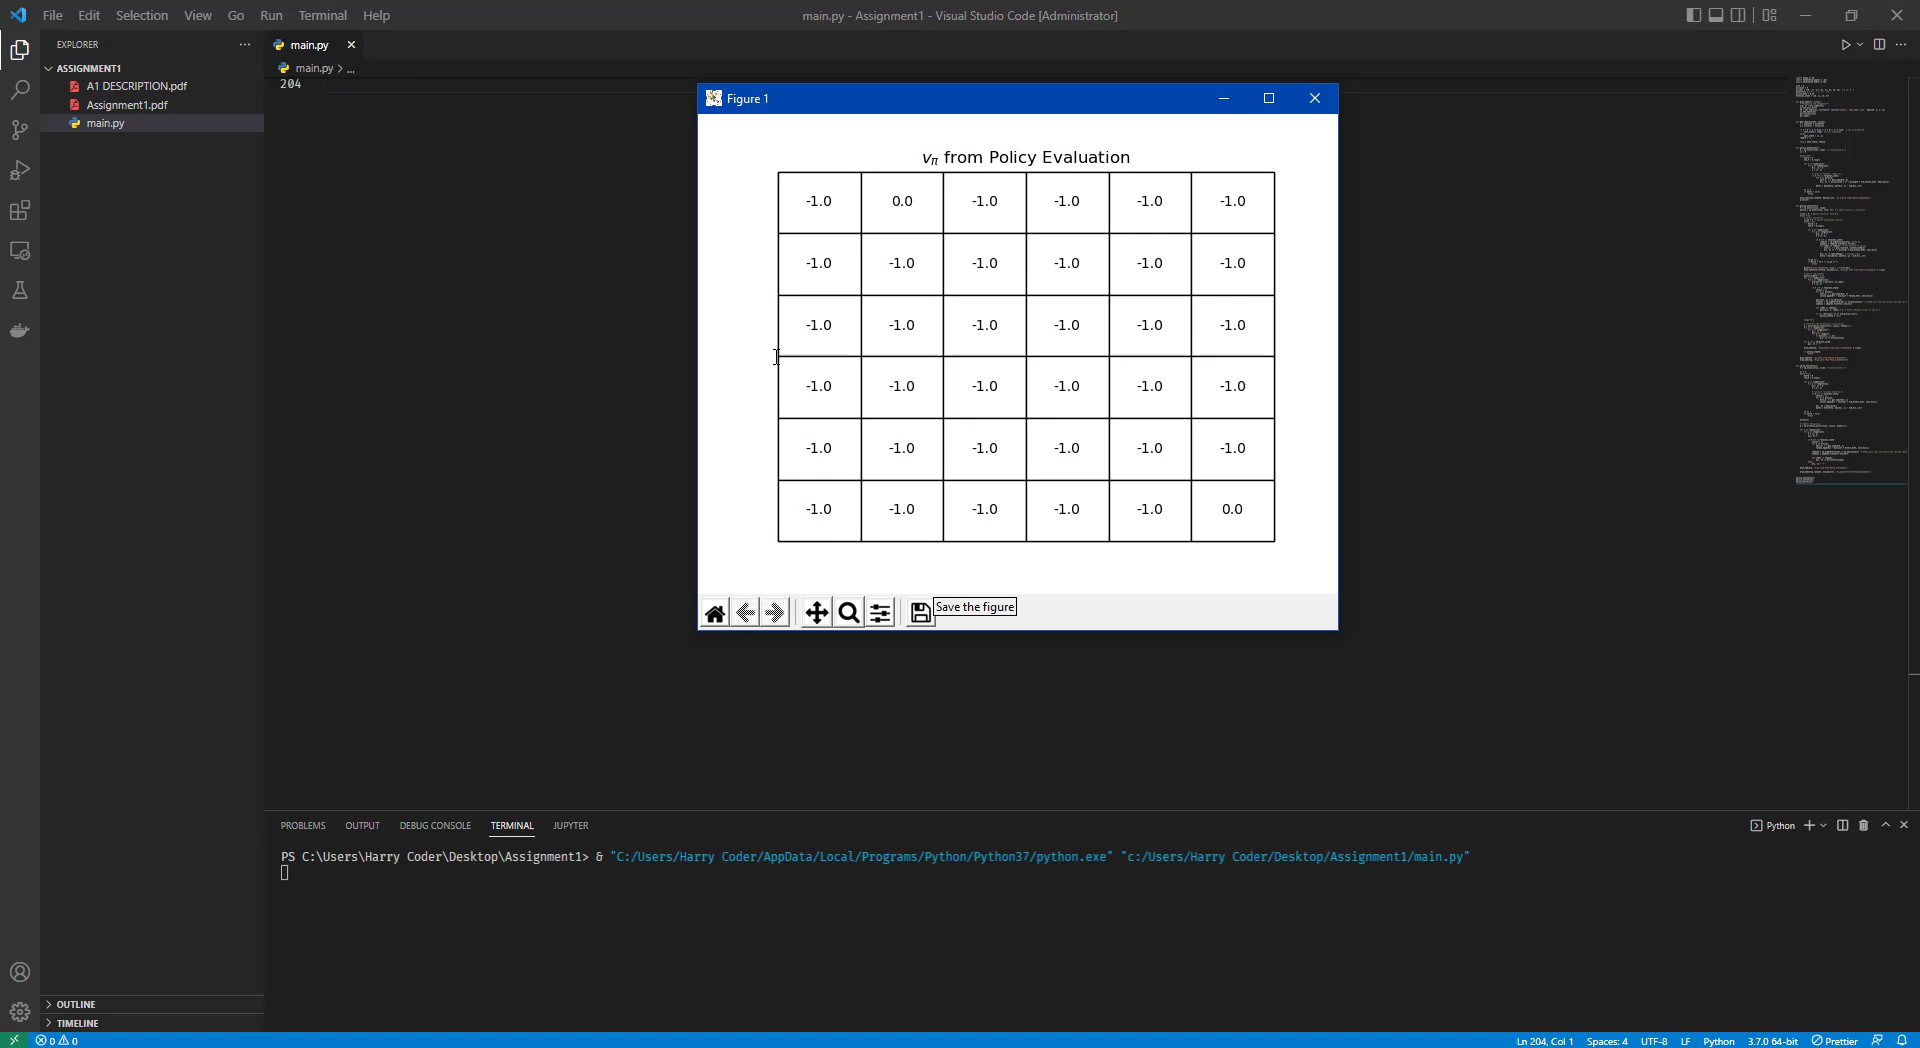 File Edit Selection View Go Run Terminal Help
main.py - Assignment1 - Visual Studio Code [Administrator]
EXPLORER
ASSIGNMENT1
A1 DESCRIPTION.pdf
Assignment1.pdf
main.py
main.py
main.py > ...
204
Figure 1
vπ from Policy Evaluation
-1.0 0.0 -1.0 -1.0 -1.0 -1.0
-1.0 -1.0 -1.0 -1.0 -1.0 -1.0
-1.0 -1.0 -1.0 -1.0 -1.0 -1.0
-1.0 -1.0 -1.0 -1.0 -1.0 -1.0
-1.0 -1.0 -1.0 -1.0 -1.0 -1.0
-1.0 -1.0 -1.0 -1.0 -1.0 0.0
Save the figure
PROBLEMS OUTPUT DEBUG CONSOLE TERMINAL JUPYTER
Python
PS C:\Users\Harry Coder\Desktop\Assignment1> & "C:/Users/Harry Coder/AppData/Local/Programs/Python/Python37/python.exe" "c:/Users/Harry Coder/Desktop/Assignment1/main.py"
OUTLINE
TIMELINE
0 0
Ln 204, Col 1 Spaces: 4 UTF-8 LF Python 3.7.0 64-bit Prettier